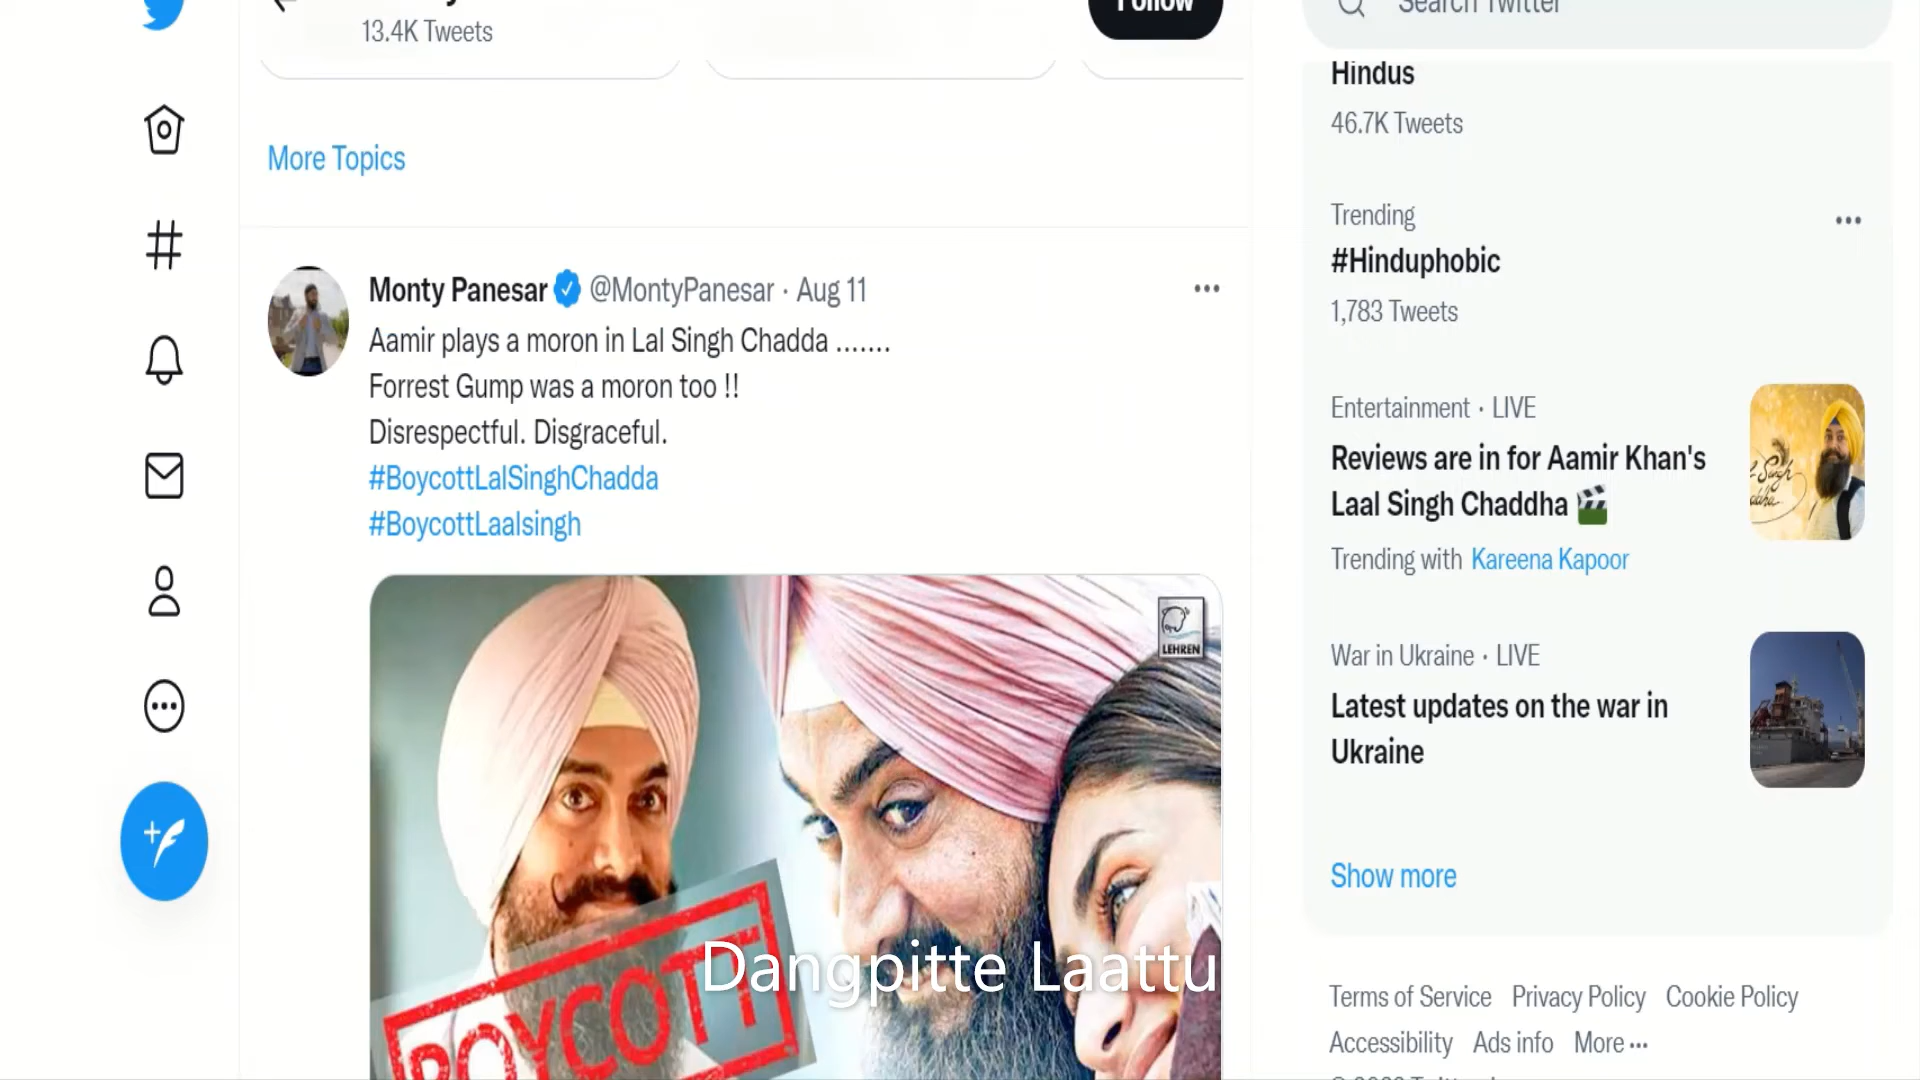 13.4K Tweets
Follow
More Topics
Monty Panesar @MontyPanesar · Aug 11
Aamir plays a moron in Lal Singh Chadda .......
Forrest Gump was a moron too !!
Disrespectful. Disgraceful.
#BoycottLalSinghChadda
#BoycottLaalsingh
LEHREN
BOYCOTT
Dangpitte Laattu
Search Twitter
Hindus
46.7K Tweets
Trending
#Hinduphobic
1,783 Tweets
Entertainment · LIVE
Reviews are in for Aamir Khan's
Laal Singh Chaddha 🎬
Trending with Kareena Kapoor
War in Ukraine · LIVE
Latest updates on the war in
Ukraine
Show more
Terms of Service Privacy Policy Cookie Policy
Accessibility Ads info More ···